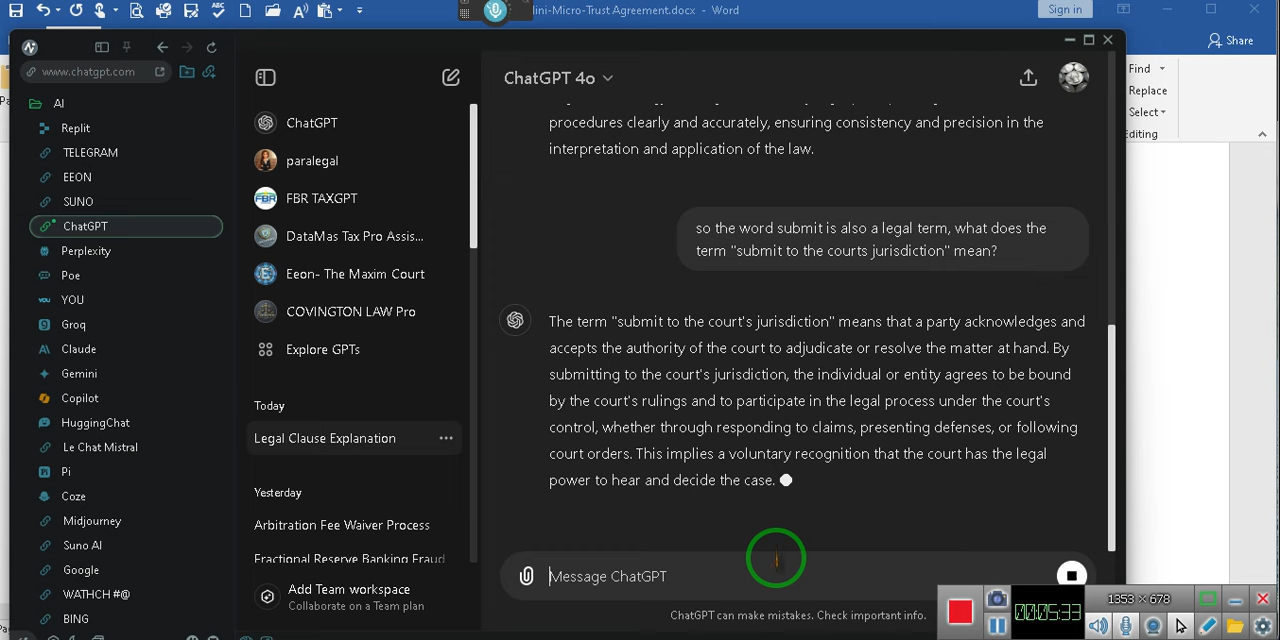 ini-Micro-Trust Agreement.docx - Word
Sign in
Share
www.chatgpt.com
AI
Replit
TELEGRAM
EEON
SUNO
ChatGPT
Perplexity
Poe
YOU
Groq
Claude
Gemini
Copilot
HuggingChat
Le Chat Mistral
Pi
Coze
Midjourney
Suno AI
Google
WATHCH #@
BING
ChatGPT
paralegal
FBR TAXGPT
DataMas Tax Pro Assis...
Eeon- The Maxim Court
COVINGTON LAW Pro
Explore GPTs
Today
Legal Clause Explanation
Yesterday
Arbitration Fee Waiver Process
Fractional Reserve Banking Fraud
Add Team workspace
Collaborate on a Team plan
ChatGPT 4o
procedures clearly and accurately, ensuring consistency and precision in the
interpretation and application of the law.
so the word submit is also a legal term, what does the
term "submit to the courts jurisdiction" mean?
The term "submit to the court's jurisdiction" means that a party acknowledges and
accepts the authority of the court to adjudicate or resolve the matter at hand. By
submitting to the court's jurisdiction, the individual or entity agrees to be bound
by the court's rulings and to participate in the legal process under the court's
control, whether through responding to claims, presenting defenses, or following
court orders. This implies a voluntary recognition that the court has the legal
power to hear and decide the case.
Message ChatGPT
ChatGPT can make mistakes. Check important info.
Find
Replace
Select
Editing
00:05:33
1353 × 678